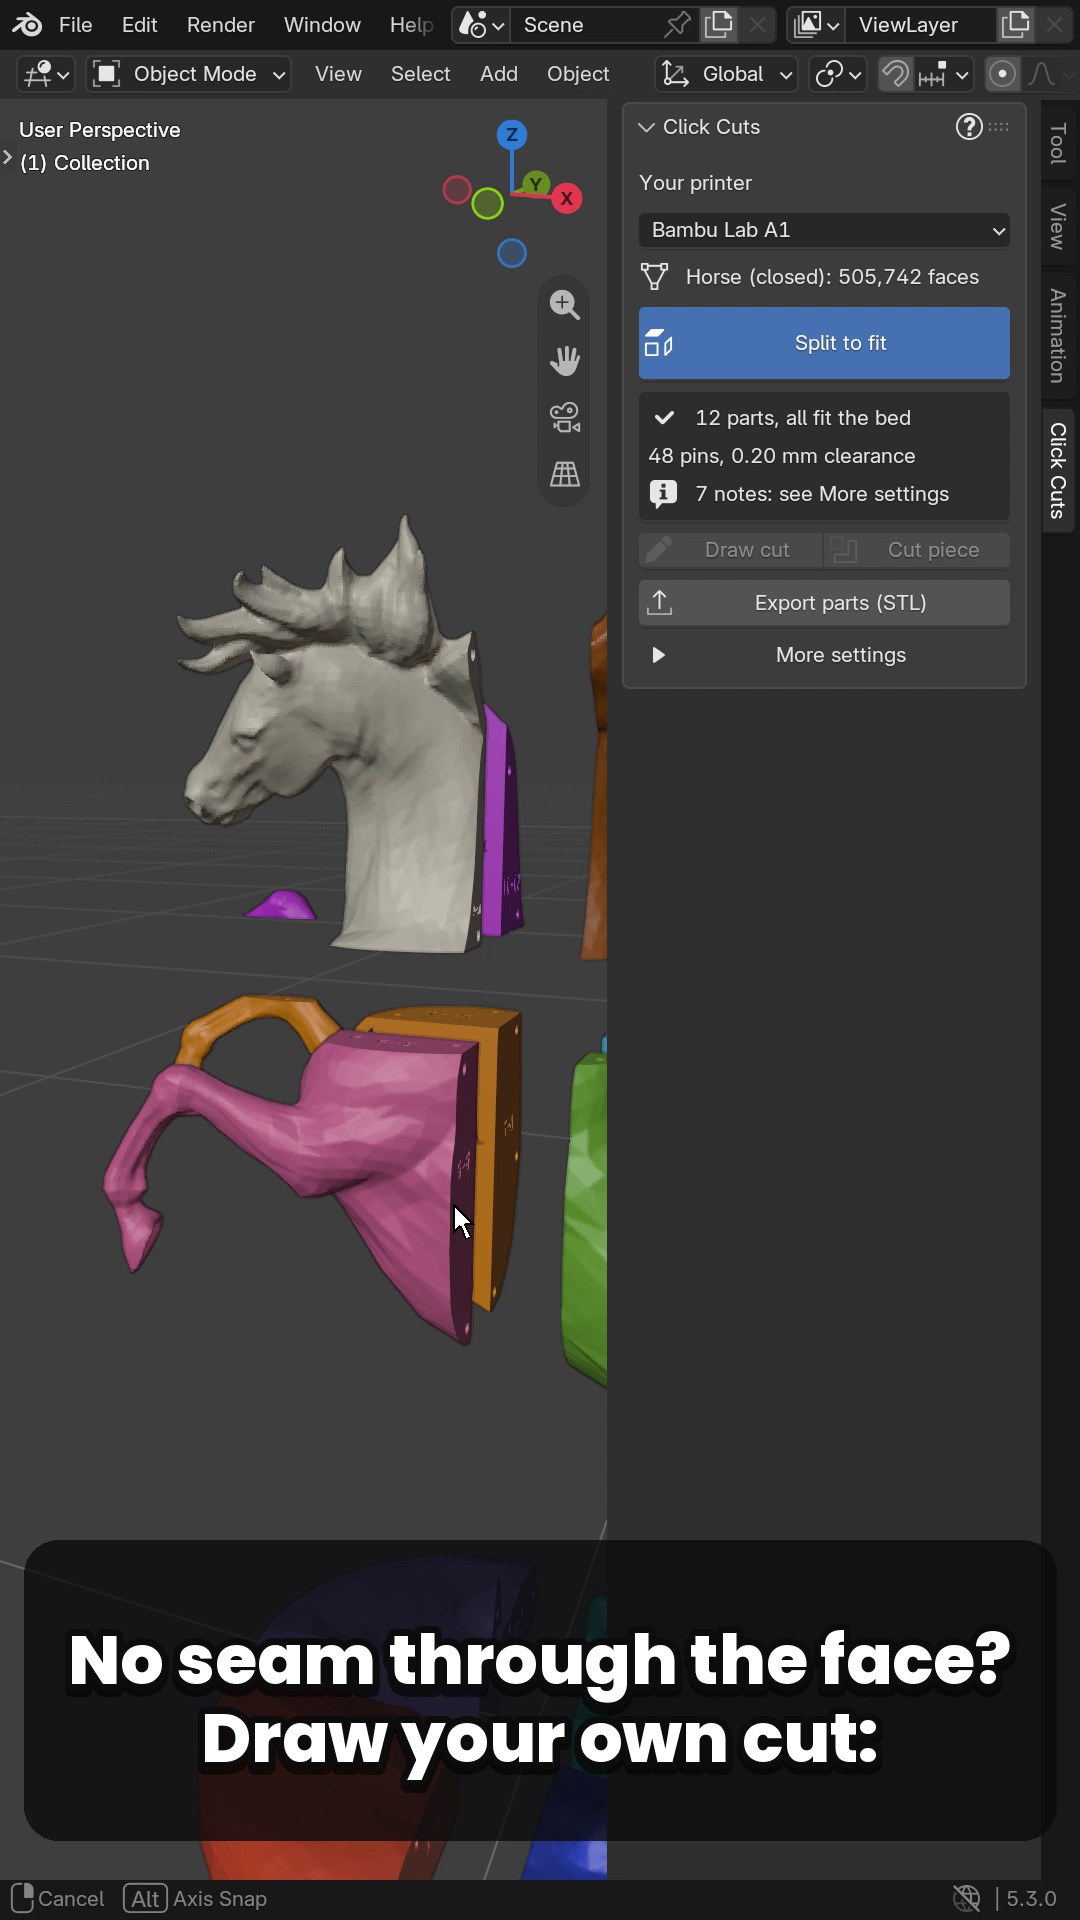 File Edit Render Window Help Scene ViewLayer
Object Mode View Select Add Object Global
User Perspective
(1) Collection
Z
Y
X
Click Cuts
Your printer
Bambu Lab A1
Horse (closed): 505,742 faces
Split to fit
12 parts, all fit the bed
48 pins, 0.20 mm clearance
7 notes: see More settings
Draw cut Cut piece
Export parts (STL)
More settings
Tool
View
Animation
Click Cuts
No seam through the face?
Draw your own cut:
Cancel Alt Axis Snap 5.3.0